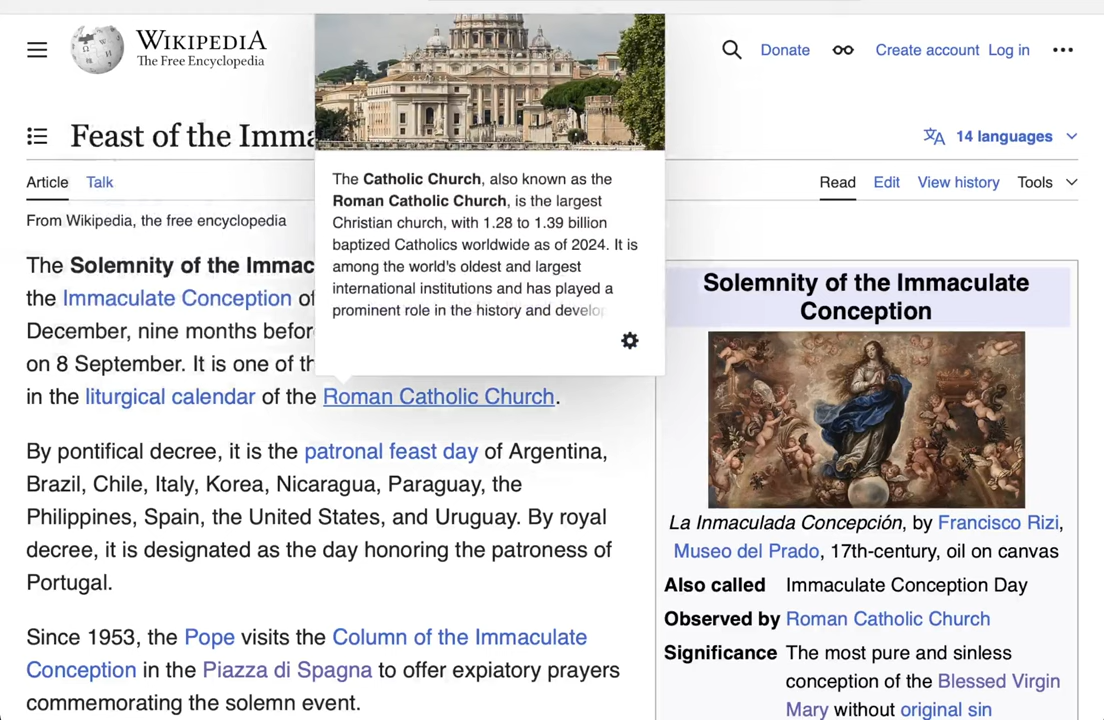 WIKIPEDIA
The Free Encyclopedia
Donate
Create account
Log in
Feast of the Imma
14 languages
Article
Talk
Read
Edit
View history
Tools
From Wikipedia, the free encyclopedia
The Catholic Church, also known as the
Roman Catholic Church, is the largest
Christian church, with 1.28 to 1.39 billion
baptized Catholics worldwide as of 2024. It is
among the world's oldest and largest
international institutions and has played a
prominent role in the history and develop
The Solemnity of the Immac
the Immaculate Conception of
December, nine months befor
on 8 September. It is one of th
in the liturgical calendar of the Roman Catholic Church.
By pontifical decree, it is the patronal feast day of Argentina,
Brazil, Chile, Italy, Korea, Nicaragua, Paraguay, the
Philippines, Spain, the United States, and Uruguay. By royal
decree, it is designated as the day honoring the patroness of
Portugal.
Since 1953, the Pope visits the Column of the Immaculate
Conception in the Piazza di Spagna to offer expiatory prayers
commemorating the solemn event.
Solemnity of the Immaculate
Conception
La Inmaculada Concepción, by Francisco Rizi,
Museo del Prado, 17th-century, oil on canvas
Also called Immaculate Conception Day
Observed by Roman Catholic Church
Significance The most pure and sinless
conception of the Blessed Virgin
Mary without original sin